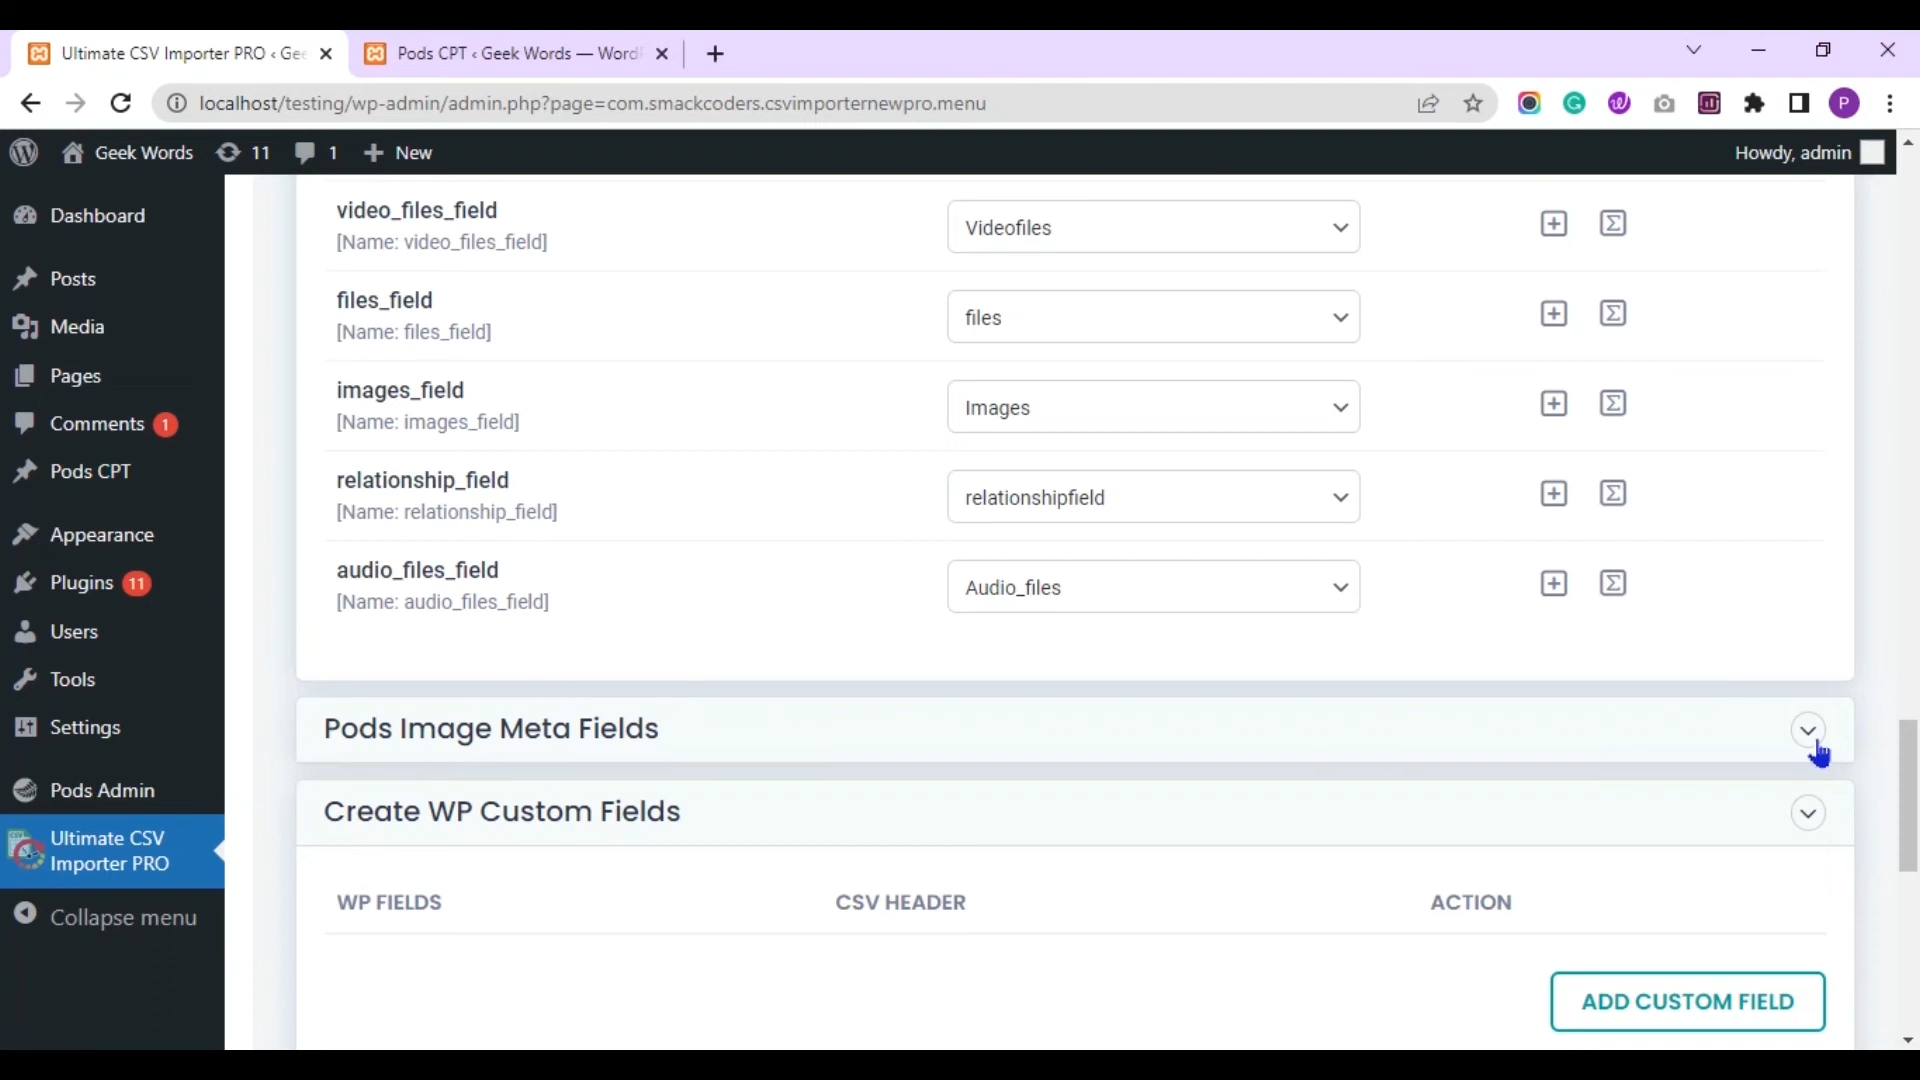 Ultimate CSV Importer PRO ‹ Gee
Pods CPT ‹ Geek Words — Word
localhost/testing/wp-admin/admin.php?page=com.smackcoders.csvimporternewpro.menu
P
Geek Words
11
1
New
Howdy, admin
Dashboard
Posts
Media
Pages
Comments 1
Pods CPT
Appearance
Plugins 11
Users
Tools
Settings
Pods Admin
Ultimate CSV
Importer PRO
Collapse menu
video_files_field
[Name: video_files_field]
Videofiles
files_field
[Name: files_field]
files
images_field
[Name: images_field]
Images
relationship_field
[Name: relationship_field]
relationshipfield
audio_files_field
[Name: audio_files_field]
Audio_files
Pods Image Meta Fields
Create WP Custom Fields
WP FIELDS CSV HEADER ACTION
ADD CUSTOM FIELD